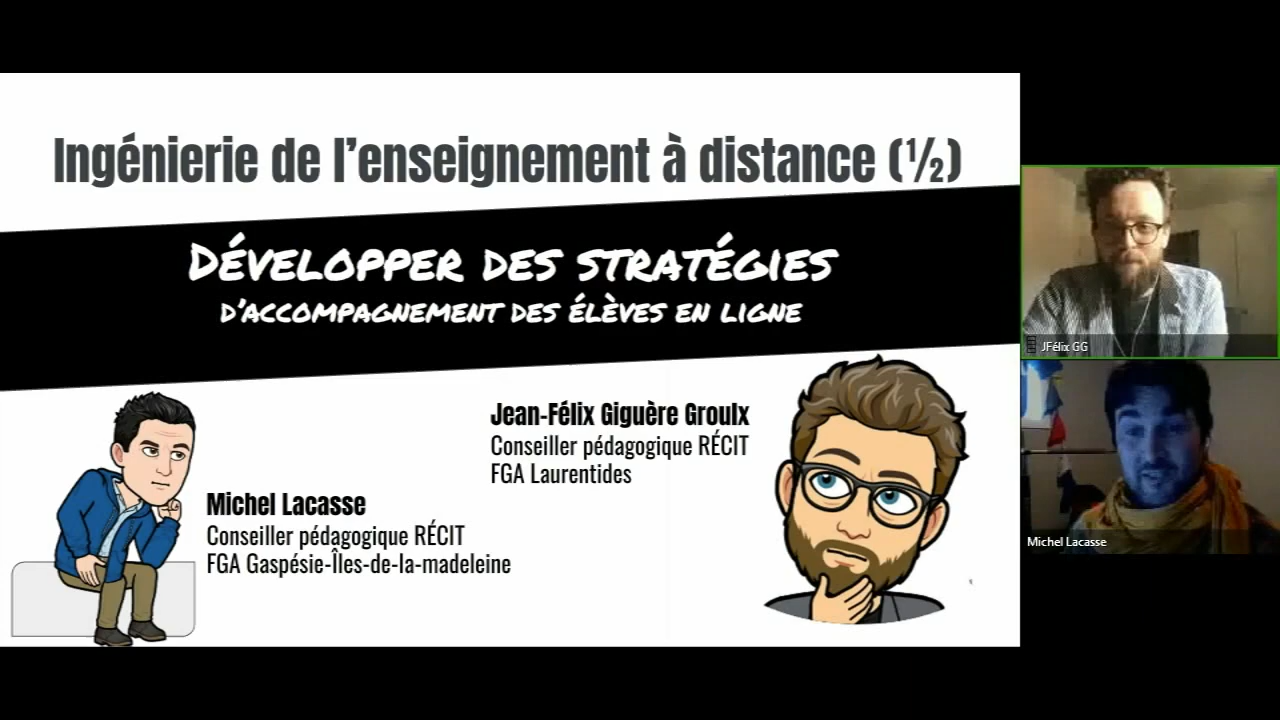 Ingénierie de l’enseignement à distance (½)
Développer des stratégies
d’accompagnement des élèves en ligne
Jean-Félix Giguère Groulx
Conseiller pédagogique RÉCIT
FGA Laurentides
Michel Lacasse
Conseiller pédagogique RÉCIT
FGA Gaspésie-Îles-de-la-madeleine
JFélix GG
Michel Lacasse